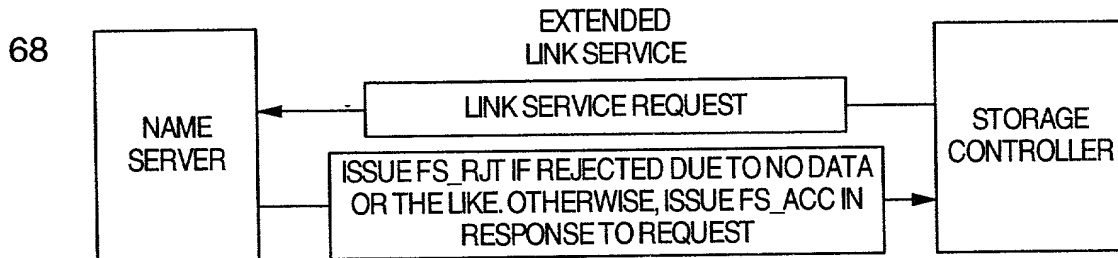 68
EXTENDED
LINK SERVICE
LINK SERVICE REQUEST
NAME
SERVER
STORAGE
CONTROLLER
ISSUE FS_RJT IF REJECTED DUE TO NO DATA
OR THE LIKE. OTHERWISE, ISSUE FS_ACC IN
RESPONSE TO REQUEST